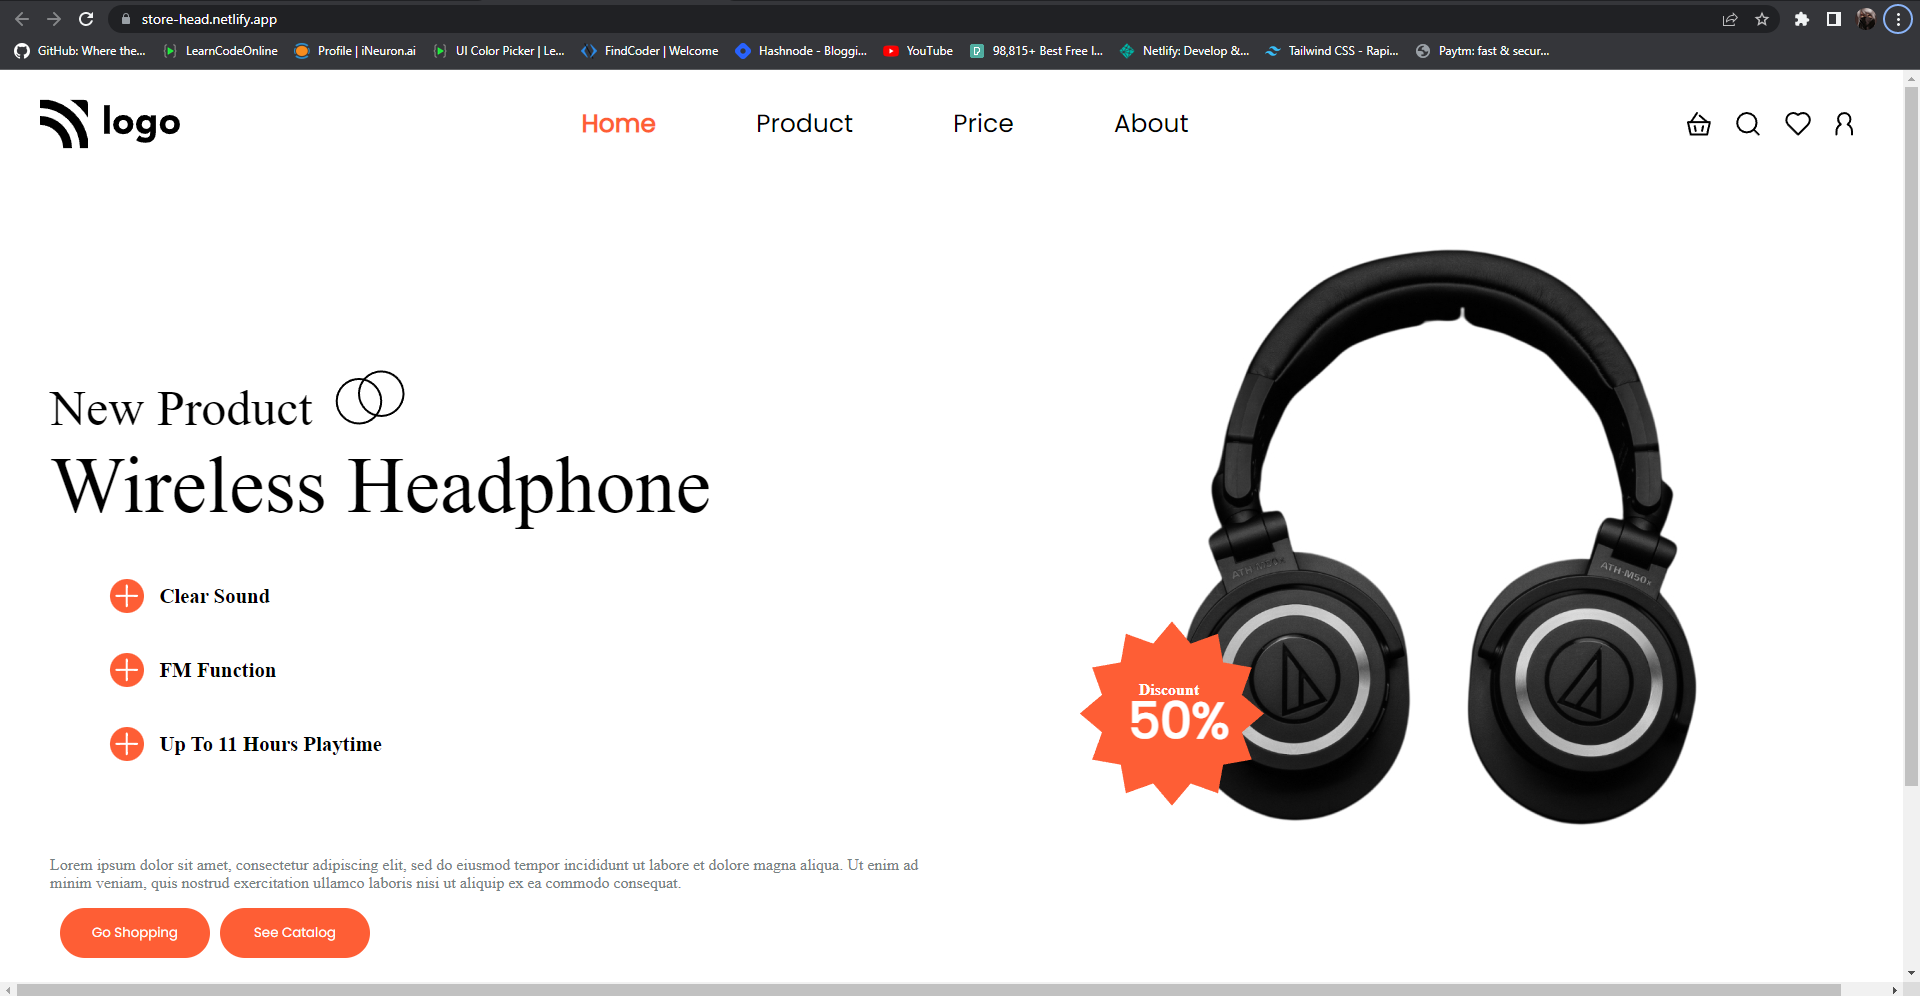 store-head.netlify.app
GitHub: Where the... LearnCodeOnline Profile | iNeuron.ai UI Color Picker | Le... FindCoder | Welcome Hashnode - Bloggi... YouTube 98,815+ Best Free I... Netlify: Develop &... Tailwind CSS - Rapi... Paytm: fast & secur...
logo Home Product Price About
New Product
Wireless Headphone
Clear Sound
FM Function
Up To 11 Hours Playtime
ATH-M50x
ATH-M50x
Discount
50%
Lorem ipsum dolor sit amet, consectetur adipiscing elit, sed do eiusmod tempor incididunt ut labore et dolore magna aliqua. Ut enim ad
minim veniam, quis nostrud exercitation ullamco laboris nisi ut aliquip ex ea commodo consequat.
Go Shopping See Catalog